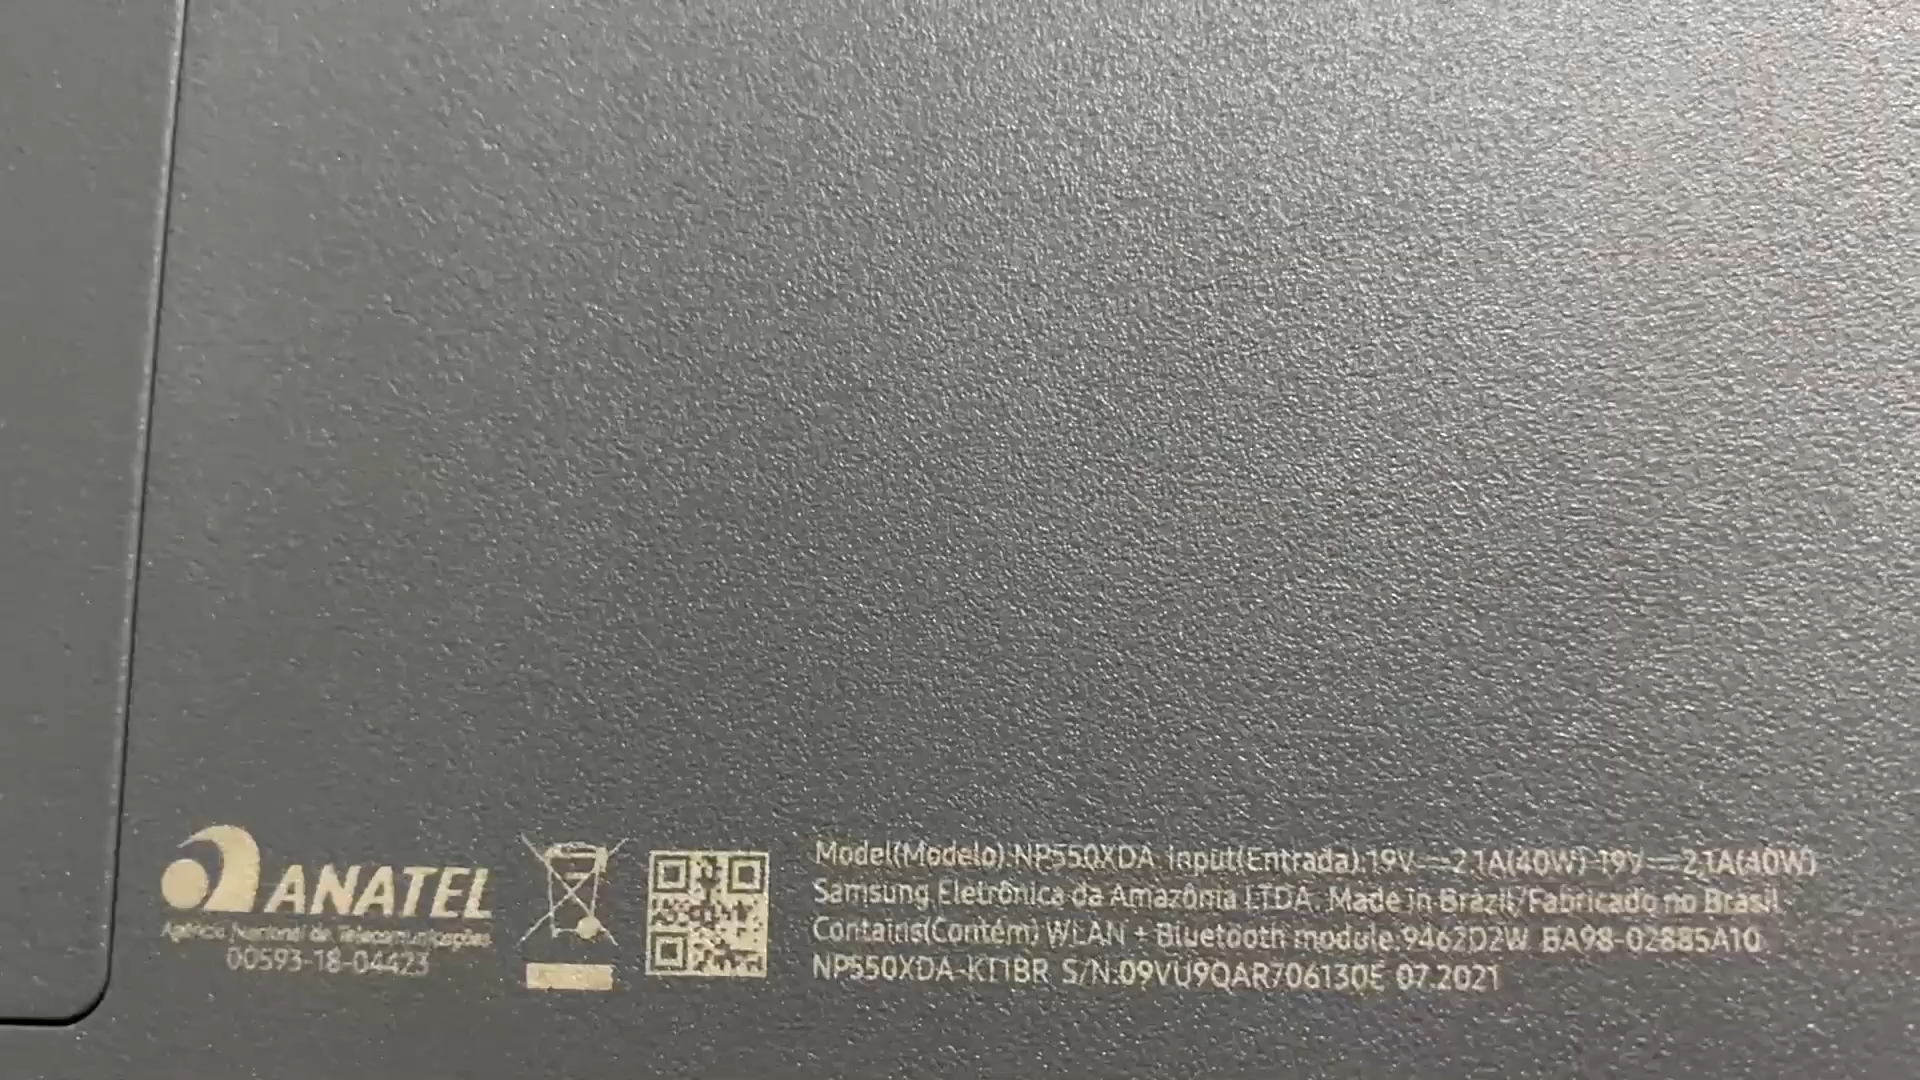 ANATEL
Agência Nacional de Telecomunicações
00593-18-04423
Model(Modelo):NP550XDA Input(Entrada):19V⎓2.1A(40W) 19V⎓2,1A(40W)
Samsung Eletrônica da Amazônia LTDA. Made in Brazil/Fabricado no Brasil
Contains(Contém) WLAN + Bluetooth module:9462D2W BA98-02885A10
NP550XDA-KT1BR S/N:09VU9QAR706130E 07.2021